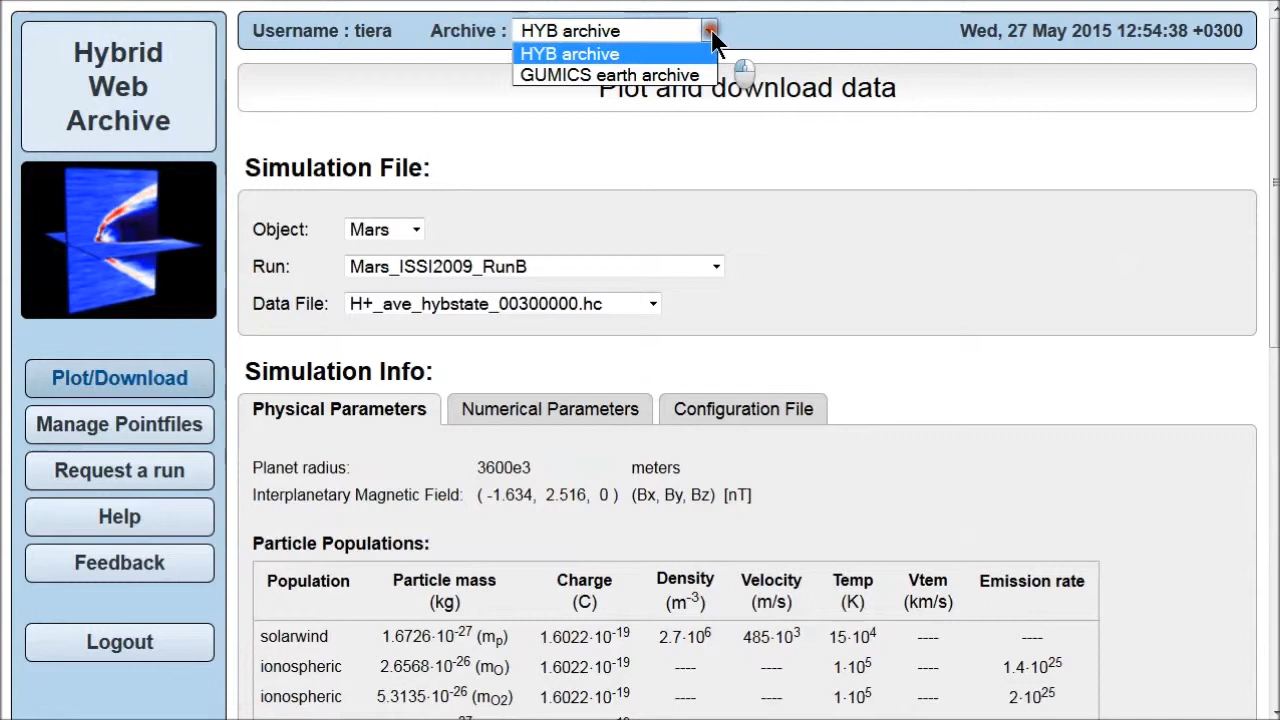 Hybrid
Web
Archive
Plot/Download
Manage Pointfiles
Request a run
Help
Feedback
Logout
Username : tiera Archive : HYB archive Wed, 27 May 2015 12:54:38 +0300
HYB archive
GUMICS earth archive
Plot and download data
Simulation File:
Object: Mars
Run: Mars_ISSI2009_RunB
Data File: H+_ave_hybstate_00300000.hc
Simulation Info:
Physical Parameters Numerical Parameters Configuration File
Planet radius: 3600e3 meters
Interplanetary Magnetic Field: ( -1.634, 2.516, 0 ) (Bx, By, Bz) [nT]
Particle Populations:
Population Particle mass Charge Density Velocity Temp Vtem Emission rate
(kg) (C) (m-3) (m/s) (K) (km/s)
solarwind 1.6726·10-27 (mp) 1.6022·10-19 2.7·106 485·103 15·104 ---- ----
ionospheric 2.6568·10-26 (mO) 1.6022·10-19 ---- ---- 1·105 1.4·1025
ionospheric 5.3135·10-26 (mO2) 1.6022·10-19 ---- ---- 1·105 2·1025